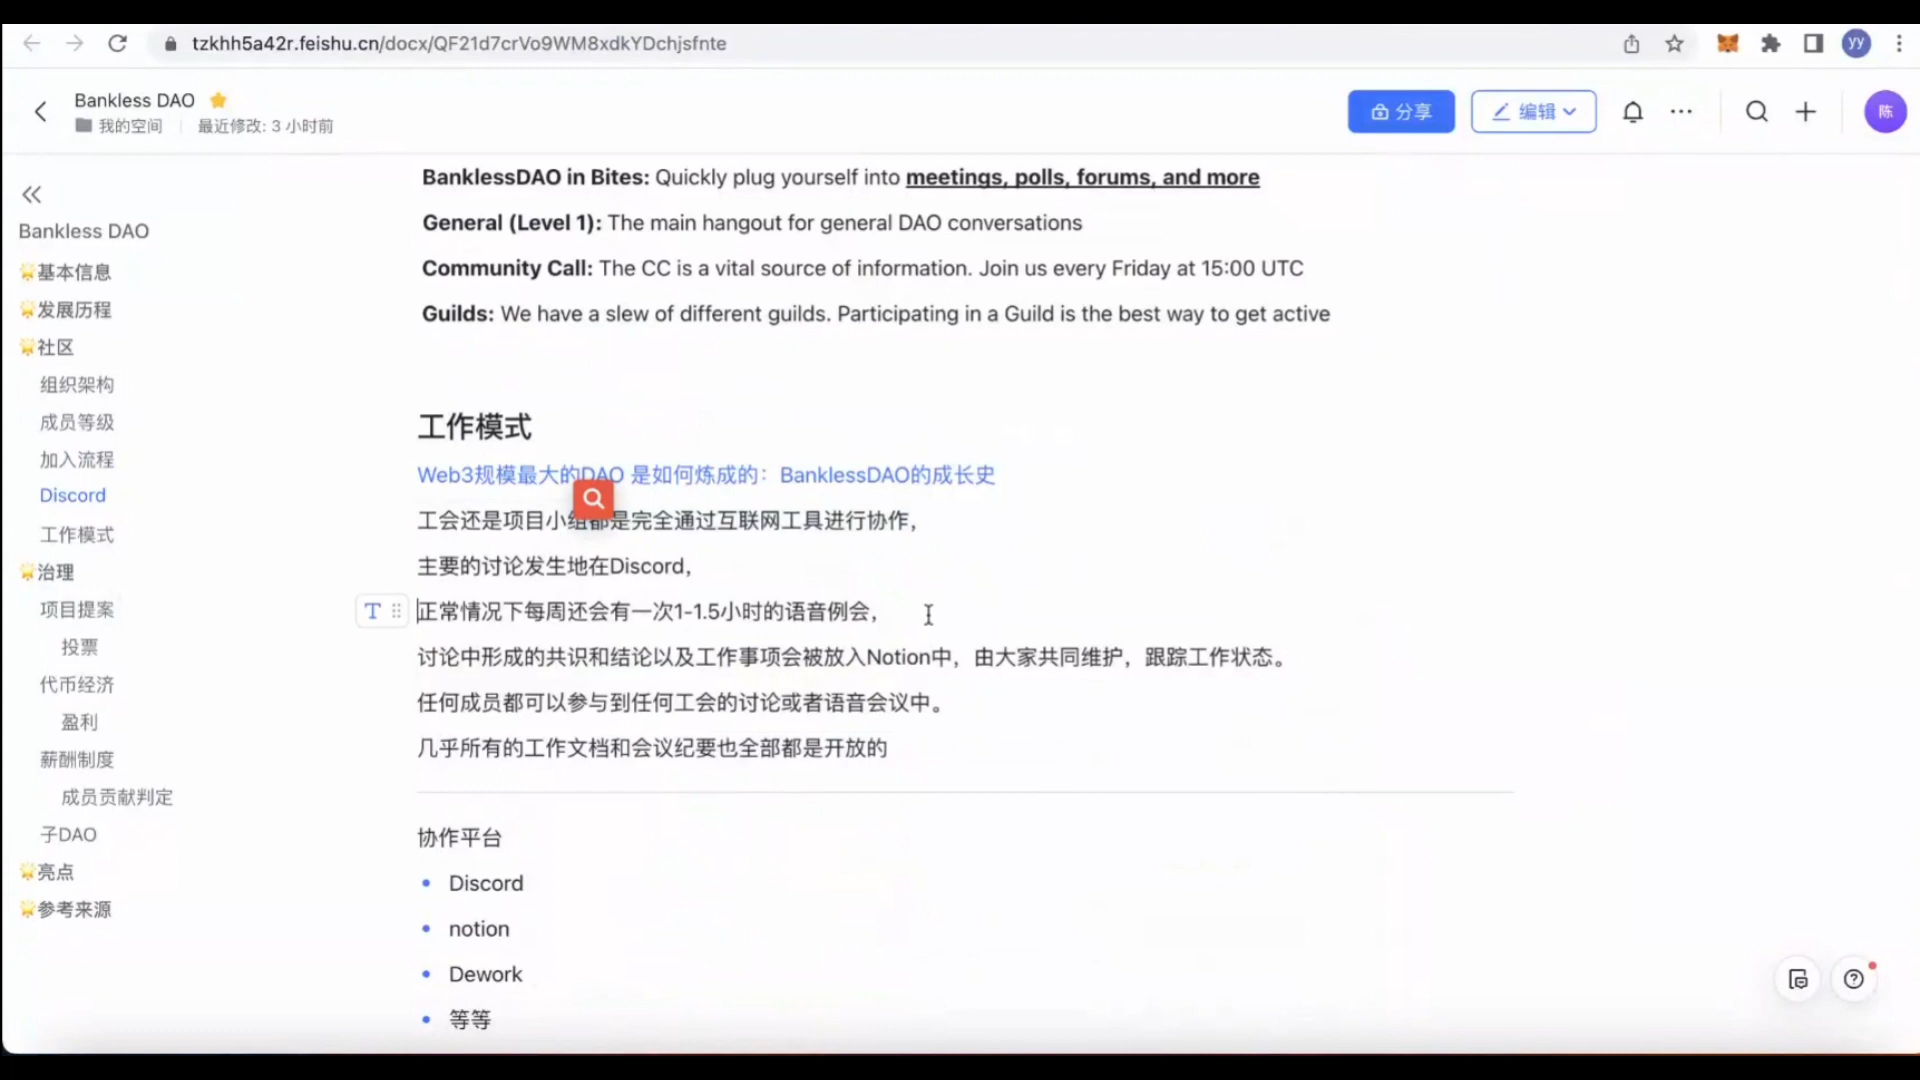 tzkhh5a42r.feishu.cn/docx/QF21d7crVo9WM8xdkYDchjsfnte
yy
Bankless DAO
我的空间
最近修改: 3 小时前
分享
编辑
陈
Bankless DAO
基本信息
发展历程
社区
组织架构
成员等级
加入流程
Discord
工作模式
治理
项目提案
投票
代币经济
盈利
薪酬制度
成员贡献判定
子DAO
亮点
参考来源
BanklessDAO in Bites: Quickly plug yourself into meetings, polls, forums, and more
General (Level 1): The main hangout for general DAO conversations
Community Call: The CC is a vital source of information. Join us every Friday at 15:00 UTC
Guilds: We have a slew of different guilds. Participating in a Guild is the best way to get active
工作模式
Web3规模最大的DAO 是如何炼成的：BanklessDAO的成长史
工会还是项目小组都是完全通过互联网工具进行协作，
主要的讨论发生地在Discord，
T
正常情况下每周还会有一次1-1.5小时的语音例会，
讨论中形成的共识和结论以及工作事项会被放入Notion中，由大家共同维护，跟踪工作状态。
任何成员都可以参与到任何工会的讨论或者语音会议中。
几乎所有的工作文档和会议纪要也全部都是开放的
协作平台
Discord
notion
Dework
等等